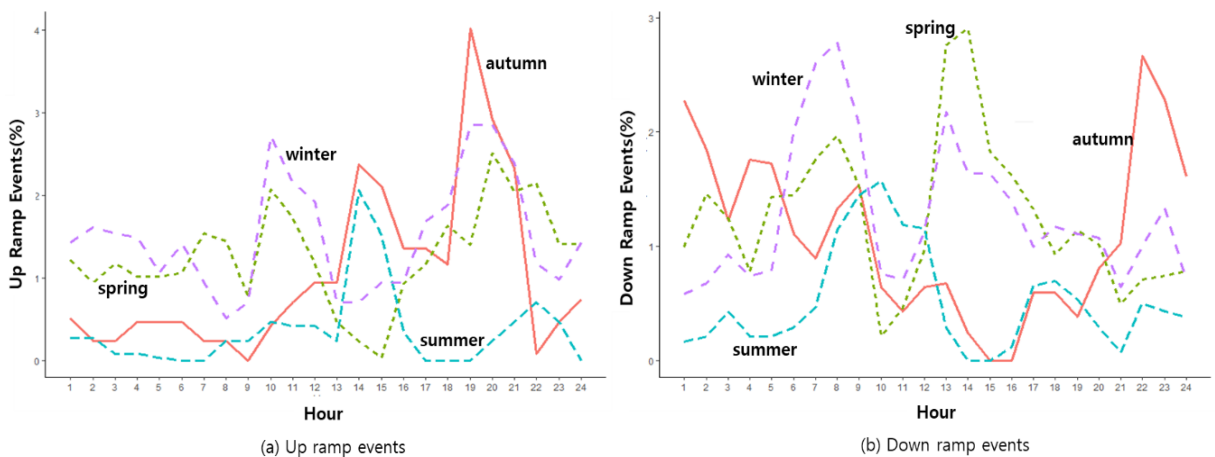 Up Ramp Events(%)
4
3
2
1
0
autumn
winter
spring
summer
1 2 3 4 5 6 7 8 9 10 11 12 13 14 15 16 17 18 19 20 21 22 23 24
Hour
(a) Up ramp events
Down Ramp Events(%)
3
2
1
0
spring
winter
autumn
summer
1 2 3 4 5 6 7 8 9 10 11 12 13 14 15 16 17 18 19 20 21 22 23 24
Hour
(b) Down ramp events